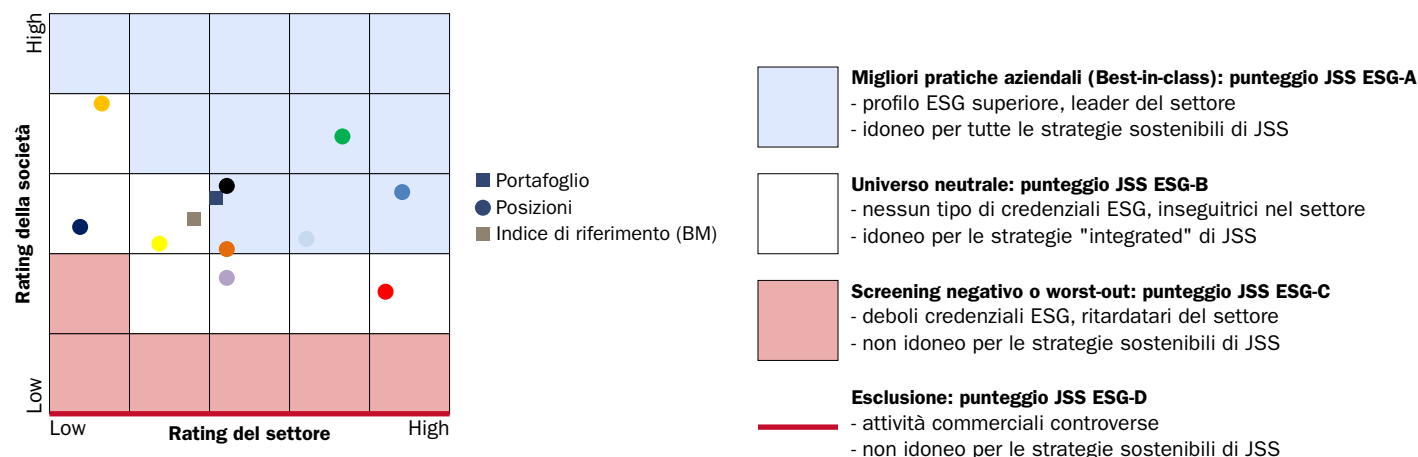 High
Rating della società
Low
Low
Rating del settore
High
Portafoglio
Posizioni
Indice di riferimento (BM)
Migliori pratiche aziendali (Best-in-class): punteggio JSS ESG-A
- profilo ESG superiore, leader del settore
- idoneo per tutte le strategie sostenibili di JSS
Universo neutrale: punteggio JSS ESG-B
- nessun tipo di credenziali ESG, inseguitrici nel settore
- idoneo per le strategie "integrated" di JSS
Screening negativo o worst-out: punteggio JSS ESG-C
- deboli credenziali ESG, ritardatari del settore
- non idoneo per le strategie sostenibili di JSS
Esclusione: punteggio JSS ESG-D
- attività commerciali controverse
- non idoneo per le strategie sostenibili di JSS